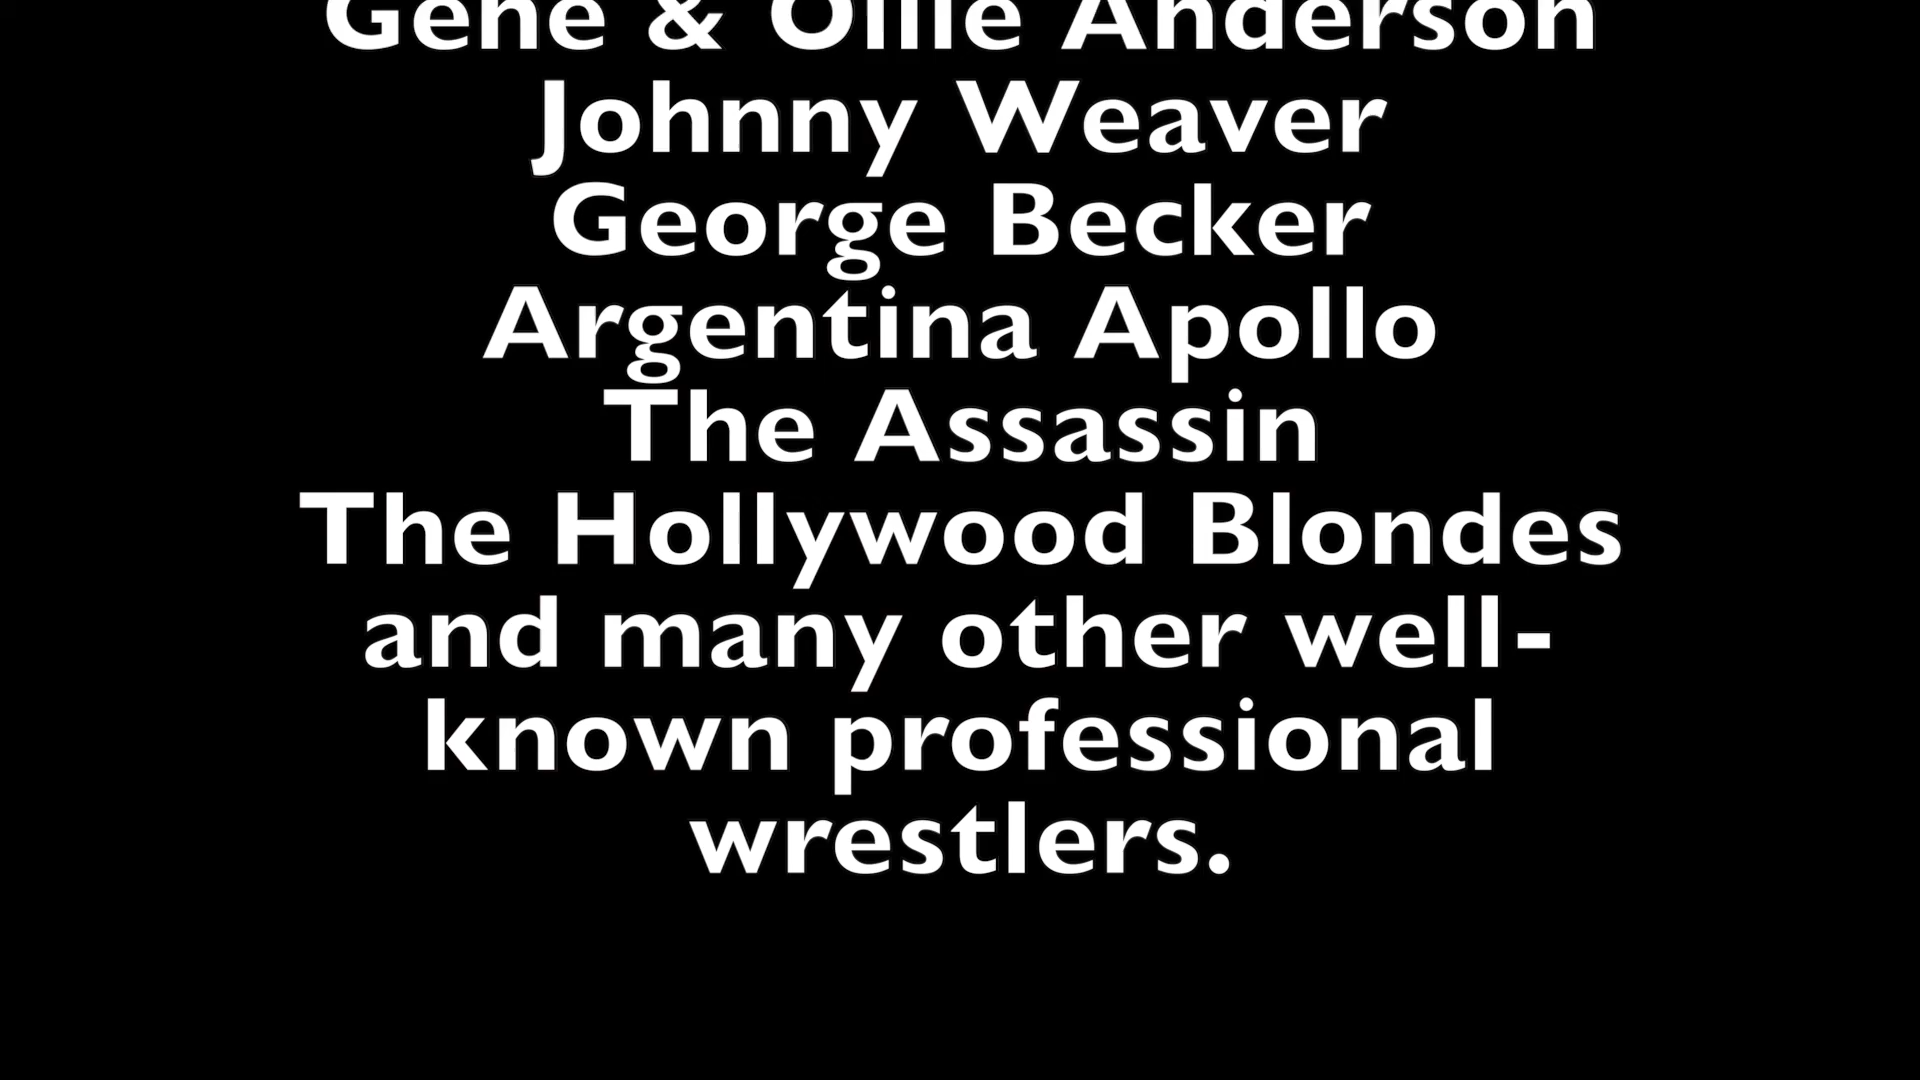 Gene & Ollie Anderson
Johnny Weaver
George Becker
Argentina Apollo
The Assassin
The Hollywood Blondes
and many other well-
known professional
wrestlers.